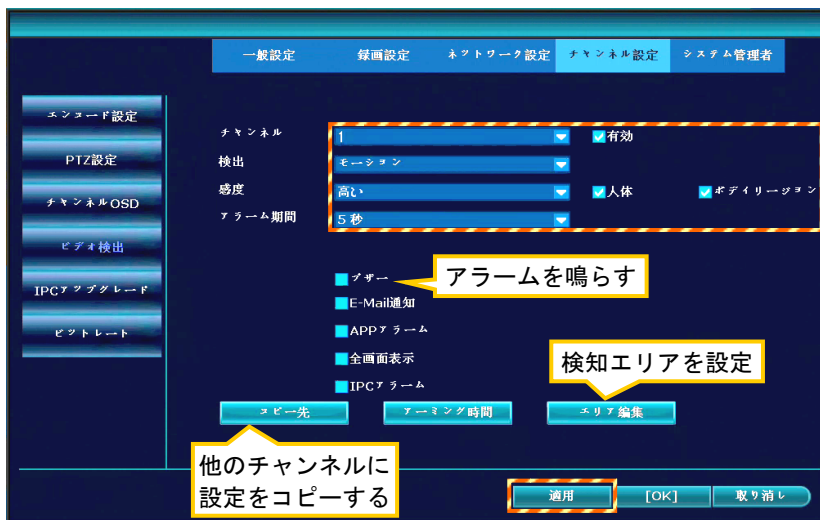 一般設定 録画設定 ネットワーク設定 チャンネル設定 システム管理者
エンコード設定
PTZ設定
チャンネルOSD
ビデオ検出
IPCアップグレード
ビットレート
チャンネル 1 有効
検出 モーション
感度 高い 人体 ボディリージョン
アラーム期間 5秒
ブザー アラームを鳴らす
E-Mail通知
APPアラーム
全画面表示
IPCアラーム
検知エリアを設定
コピー先 アーミング時間 エリア編集
他のチャンネルに
設定をコピーする
適用 [OK] 取り消し